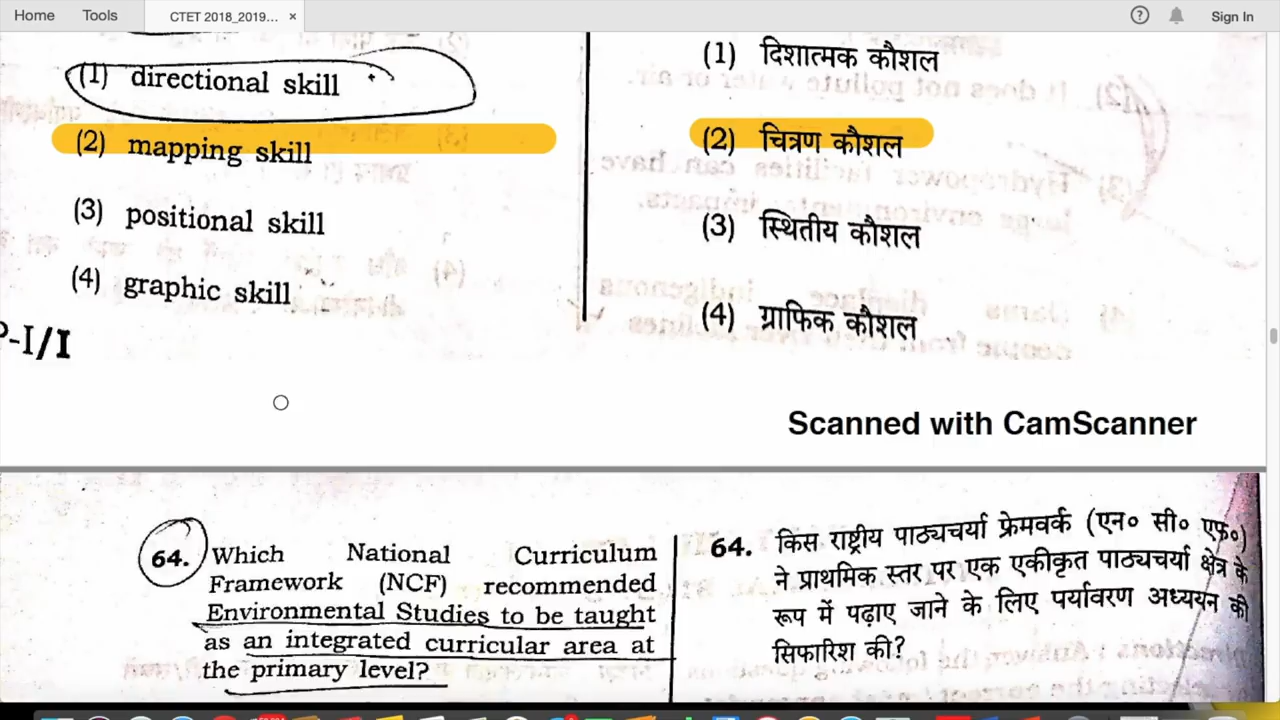 Home Tools CTET 2018_2019... × Sign In
(1) directional skill
(2) mapping skill
(3) positional skill
(4) graphic skill
P-I/I
(1) दिशात्मक कौशल
(2) चित्रण कौशल
(3) स्थितीय कौशल
(4) ग्राफिक कौशल
Scanned with CamScanner
64. Which National Curriculum
Framework (NCF) recommended
Environmental Studies to be taught
as an integrated curricular area at
the primary level?
64. किस राष्ट्रीय पाठ्यचर्या फ्रेमवर्क (एन० सी० एफ०)
ने प्राथमिक स्तर पर एक एकीकृत पाठ्यचर्या क्षेत्र के
रूप में पढ़ाए जाने के लिए पर्यावरण अध्ययन की
सिफारिश की?